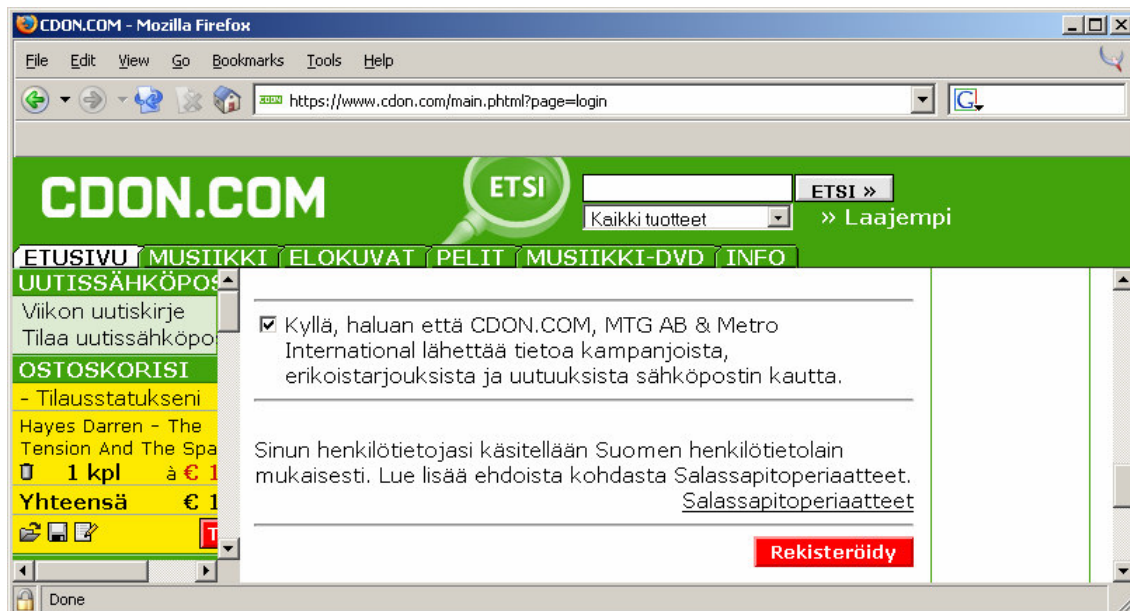 CDON.COM - Mozilla Firefox
File Edit View Go Bookmarks Tools Help
https://www.cdon.com/main.phtml?page=login
G
CDON.COM
ETSI
ETSI »
Kaikki tuotteet
» Laajempi
ETUSIVU MUSIIKKI ELOKUVAT PELIT MUSIIKKI-DVD INFO
UUTISSÄHKÖPOS
Viikon uutiskirje
Tilaa uutissähköpo
OSTOSKORISI
- Tilausstatukseni
Hayes Darren - The
Tension And The Spa
1 kpl à € 1
Yhteensä € 1
T
Kyllä, haluan että CDON.COM, MTG AB & Metro
International lähettää tietoa kampanjoista,
erikoistarjouksista ja uutuuksista sähköpostin kautta.
Sinun henkilötietojasi käsitellään Suomen henkilötietolain
mukaisesti. Lue lisää ehdoista kohdasta Salassapitoperiaatteet.
Salassapitoperiaatteet
Rekisteröidy
Done